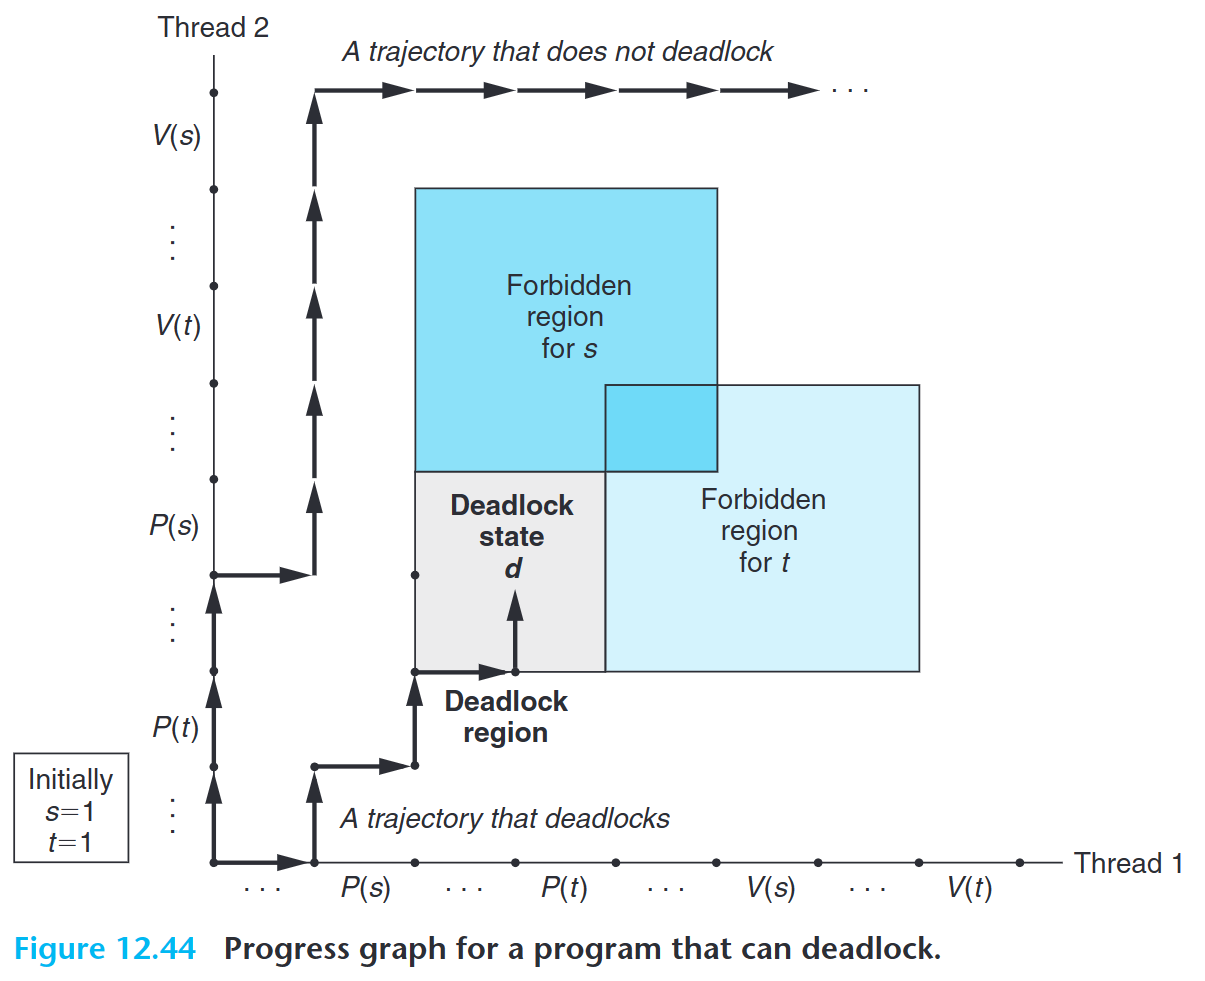 Thread 2
A trajectory that does not deadlock
. . .
V(s)
⋮
V(t)
⋮
P(s)
⋮
P(t)
⋮
Forbidden
region
for s
Forbidden
region
for t
Deadlock
state
d
Deadlock
region
Initially
s=1
t=1
A trajectory that deadlocks
Thread 1
. . .
P(s)
. . .
P(t)
. . .
V(s)
. . .
V(t)
Figure 12.44 Progress graph for a program that can deadlock.